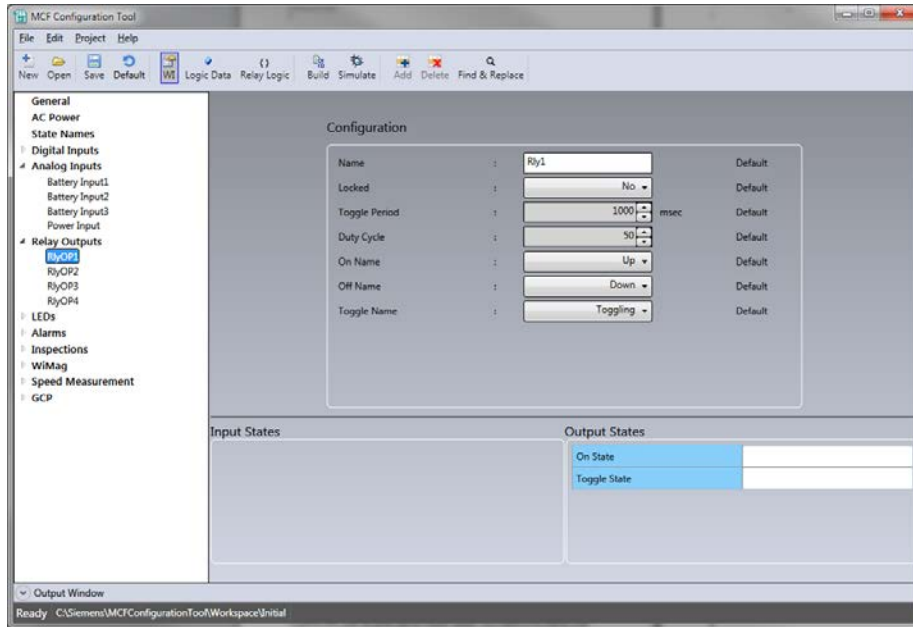 MCF Configuration Tool
File Edit Project Help
New Open Save Default WI Logic Data Relay Logic Build Simulate Add Delete Find & Replace
General
AC Power
State Names
Digital Inputs
Analog Inputs
Battery Input1
Battery Input2
Battery Input3
Power Input
Relay Outputs
RlyOP1
RlyOP2
RlyOP3
RlyOP4
LEDs
Alarms
Inspections
WiMag
Speed Measurement
GCP
Configuration
Name : Rly1 Default
Locked : No Default
Toggle Period : 1000 msec Default
Duty Cycle : 50 Default
On Name : Up Default
Off Name : Down Default
Toggle Name : Toggling Default
Input States
Output States
On State
Toggle State
Output Window
Ready C:\Siemens\MCFConfigurationTool\Workspace\Initial